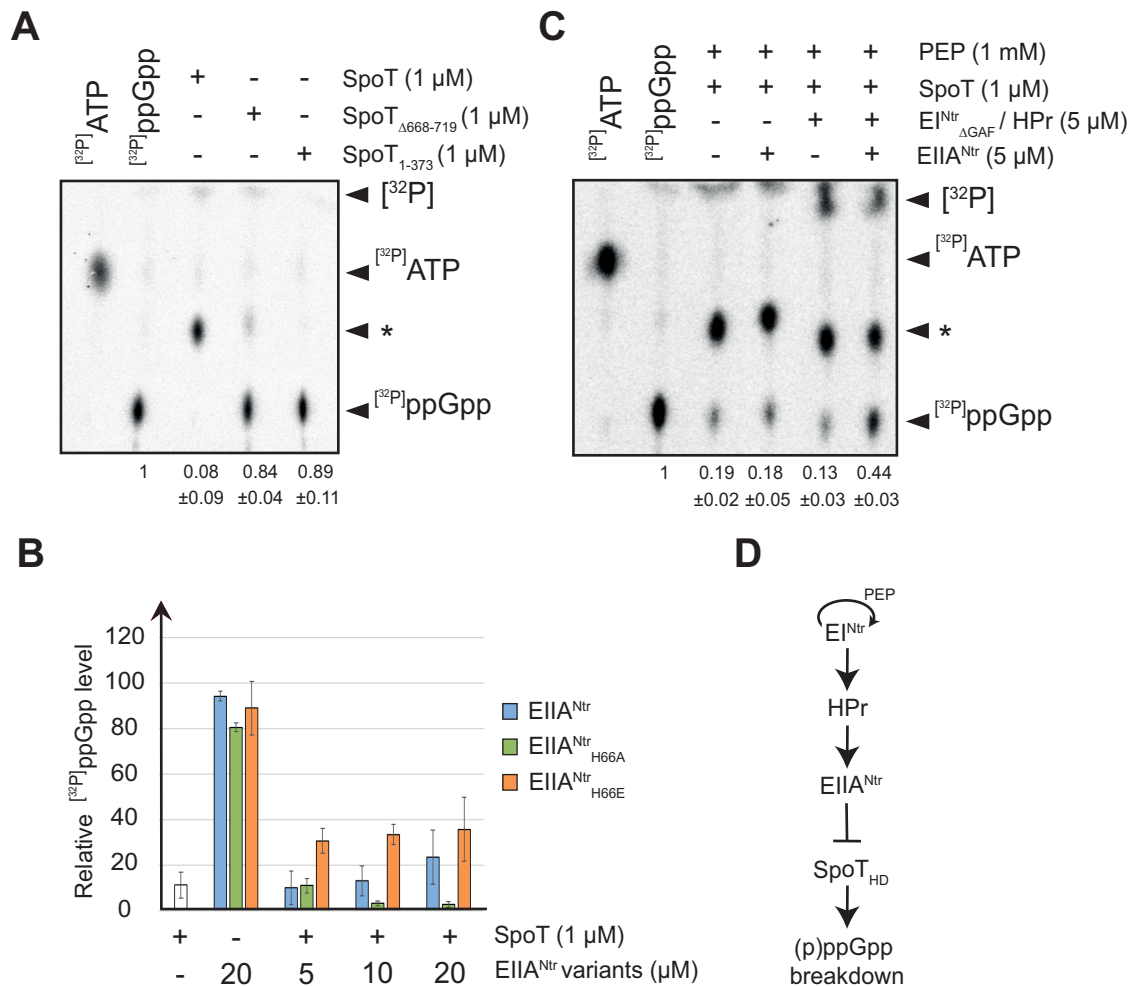 A
[32P]ATP
[32P]ppGpp
+ - - SpoT (1 µM)
- + - SpoTΔ668-719 (1 µM)
- - + SpoT1-373 (1 µM)
[32P]
[32P]ATP
*
[32P]ppGpp
1 0.08 0.84 0.89
±0.09 ±0.04 ±0.11
C
[32P]ATP
[32P]ppGpp
+ + + + PEP (1 mM)
+ + + + SpoT (1 µM)
- - + + EINtrΔGAF / HPr (5 µM)
- + - + EIIANtr (5 µM)
[32P]
[32P]ATP
*
[32P]ppGpp
1 0.19 0.18 0.13 0.44
±0.02 ±0.05 ±0.03 ±0.03
B
Relative [32P]ppGpp level
120
100
80
60
40
20
0
EIIANtr
EIIANtrH66A
EIIANtrH66E
+ - + + + SpoT (1 µM)
- 20 5 10 20 EIIANtr variants (µM)
D
PEP
EINtr
HPr
EIIANtr
SpoTHD
(p)ppGpp
breakdown